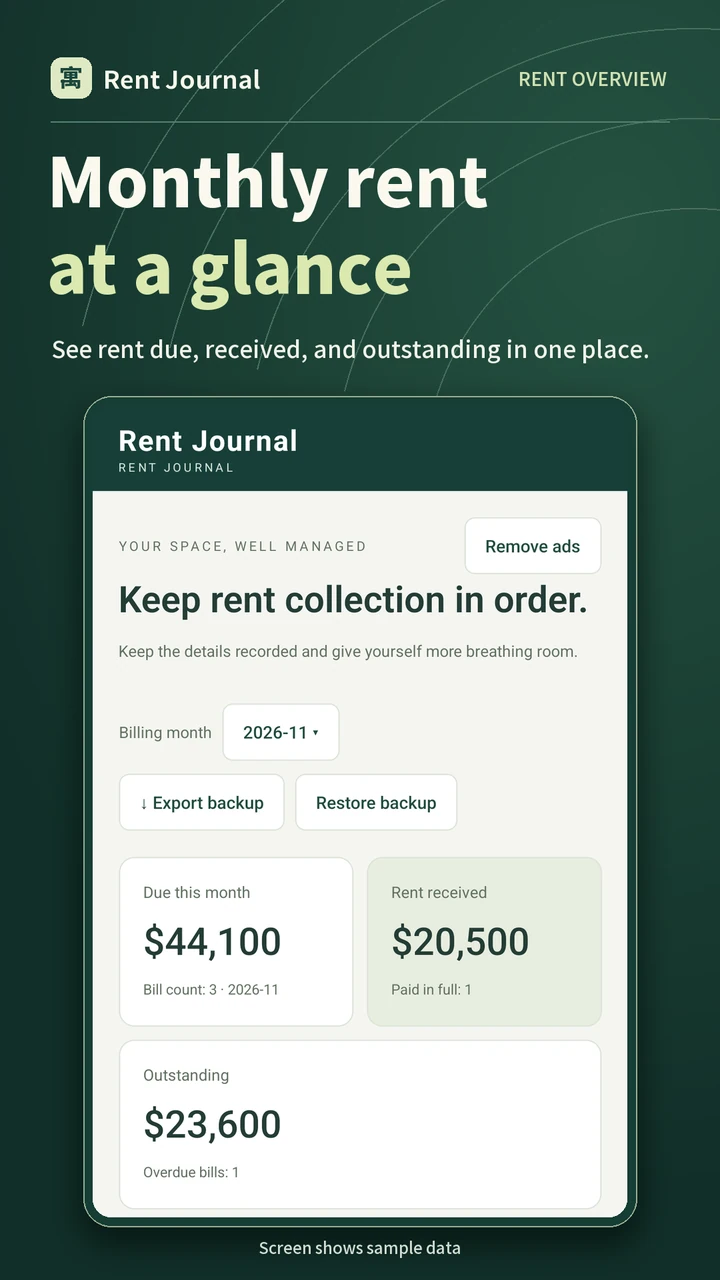 寓 Rent Journal
RENT OVERVIEW
Monthly rent
at a glance
See rent due, received, and outstanding in one place.
Rent Journal
RENT JOURNAL
YOUR SPACE, WELL MANAGED
Remove ads
Keep rent collection in order.
Keep the details recorded and give yourself more breathing room.
Billing month 2026-11 ▾
↓ Export backup
Restore backup
Due this month
$44,100
Bill count: 3 · 2026-11
Rent received
$20,500
Paid in full: 1
Outstanding
$23,600
Overdue bills: 1
Screen shows sample data